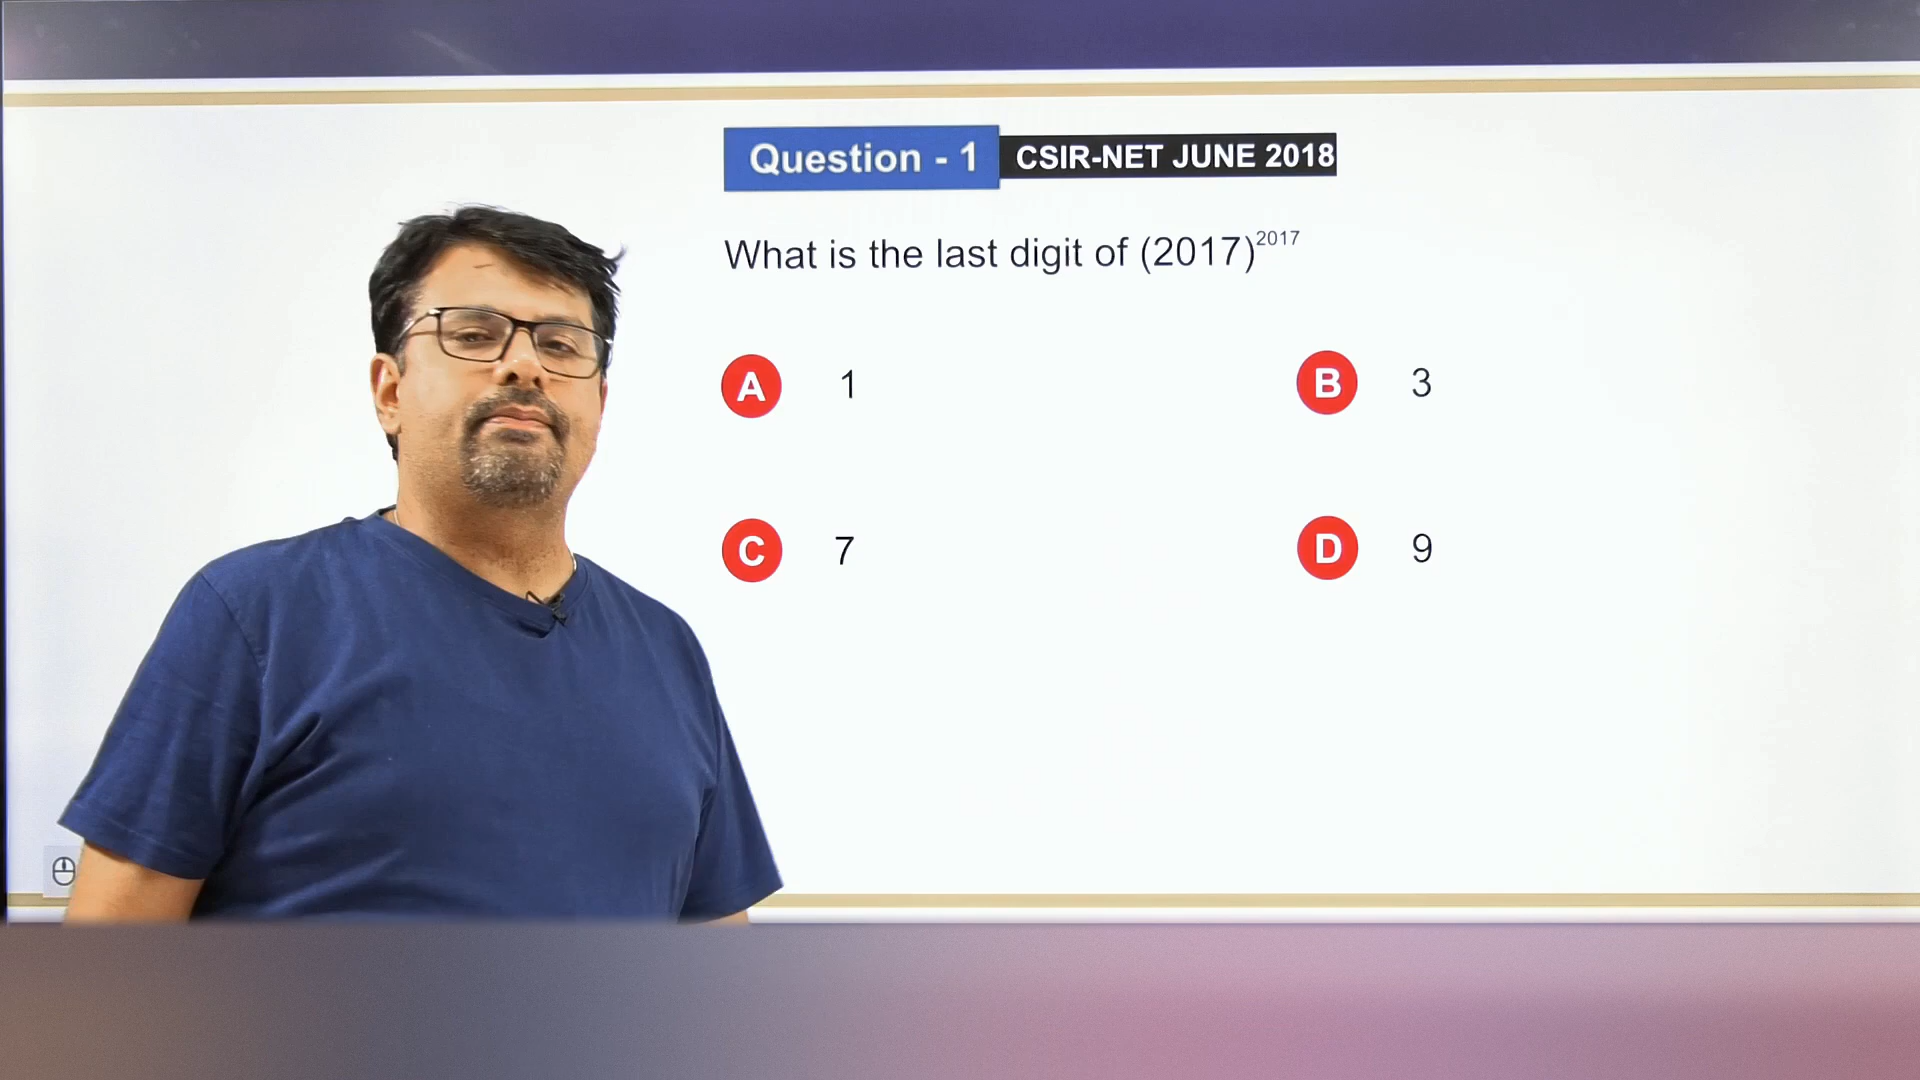 Question - 1 CSIR-NET JUNE 2018
What is the last digit of (2017)²⁰¹⁷
A 1 B 3
C 7 D 9